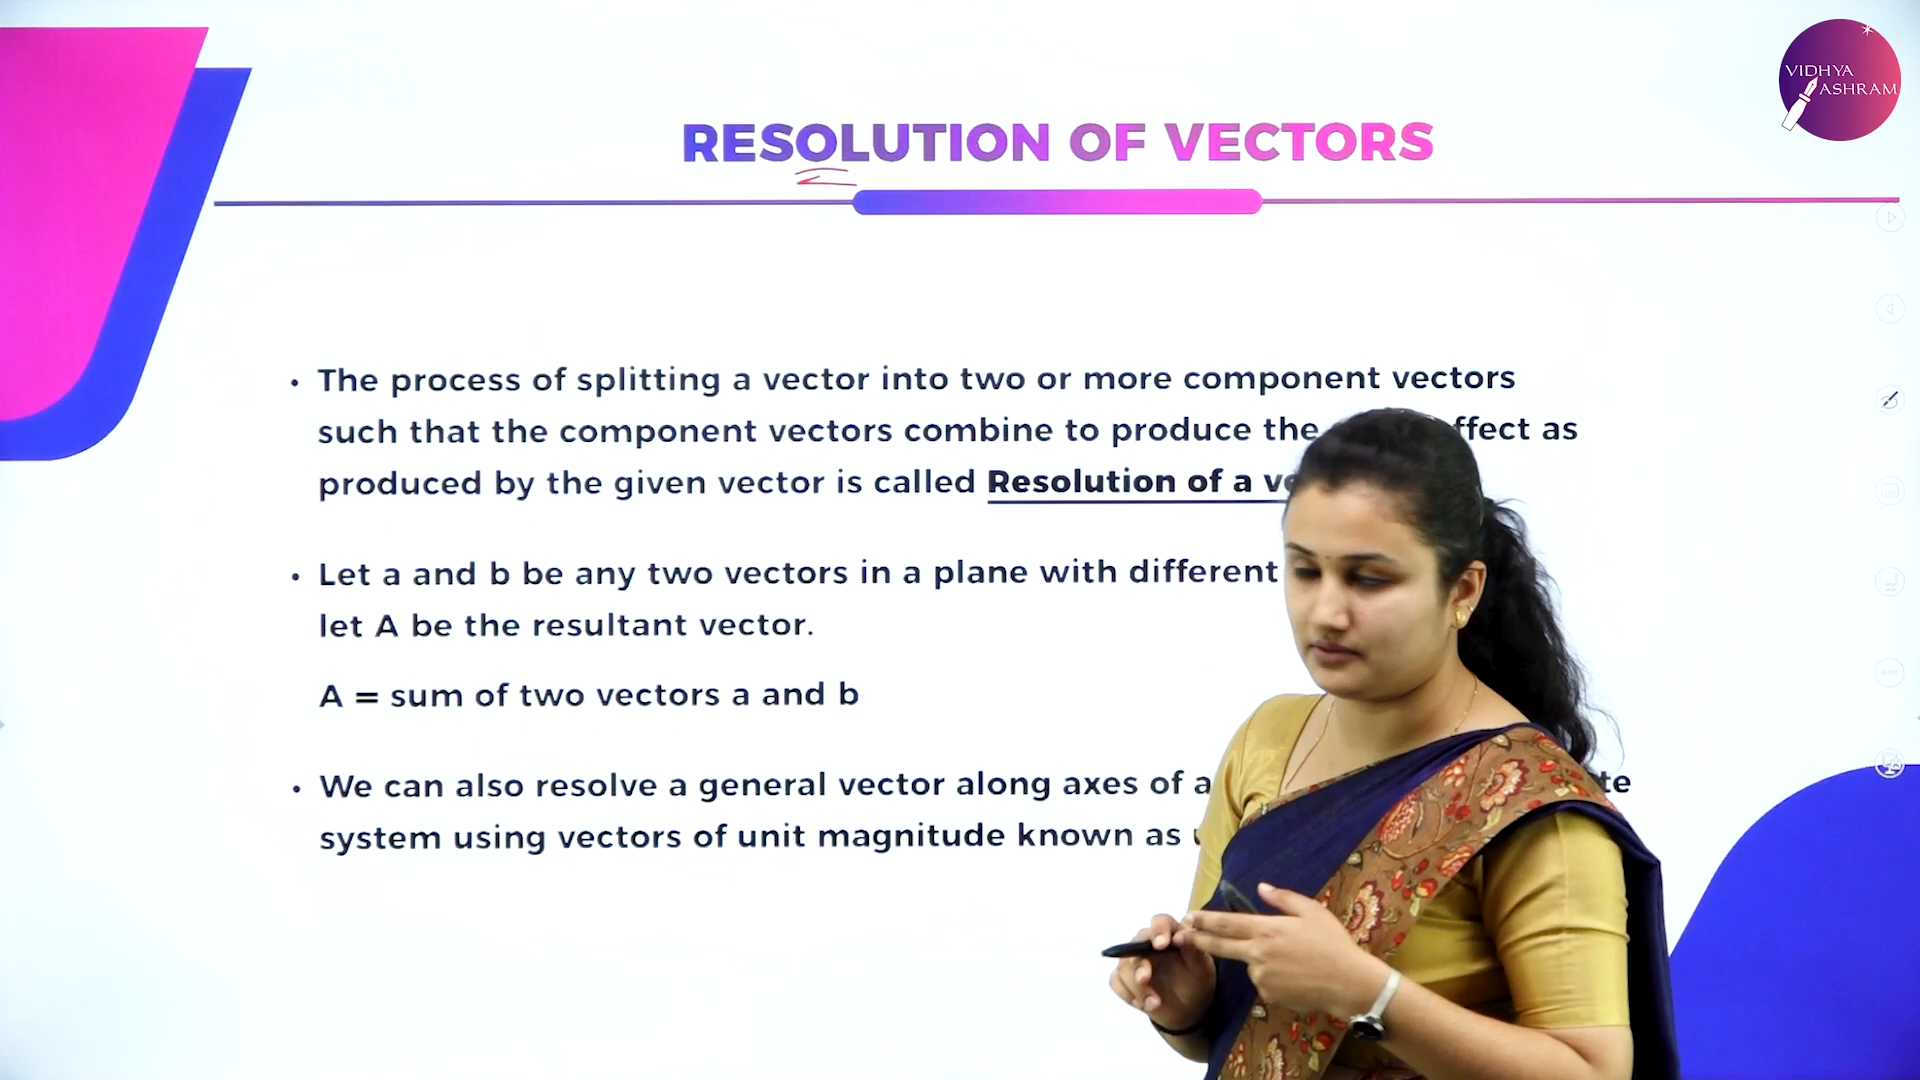 VIDHYA
ASHRAM
RESOLUTION OF VECTORS
• The process of splitting a vector into two or more component vectors
such that the component vectors combine to produce the ffect as
produced by the given vector is called Resolution of a ve
• Let a and b be any two vectors in a plane with different
let A be the resultant vector.
A = sum of two vectors a and b
• We can also resolve a general vector along axes of a te
system using vectors of unit magnitude known as